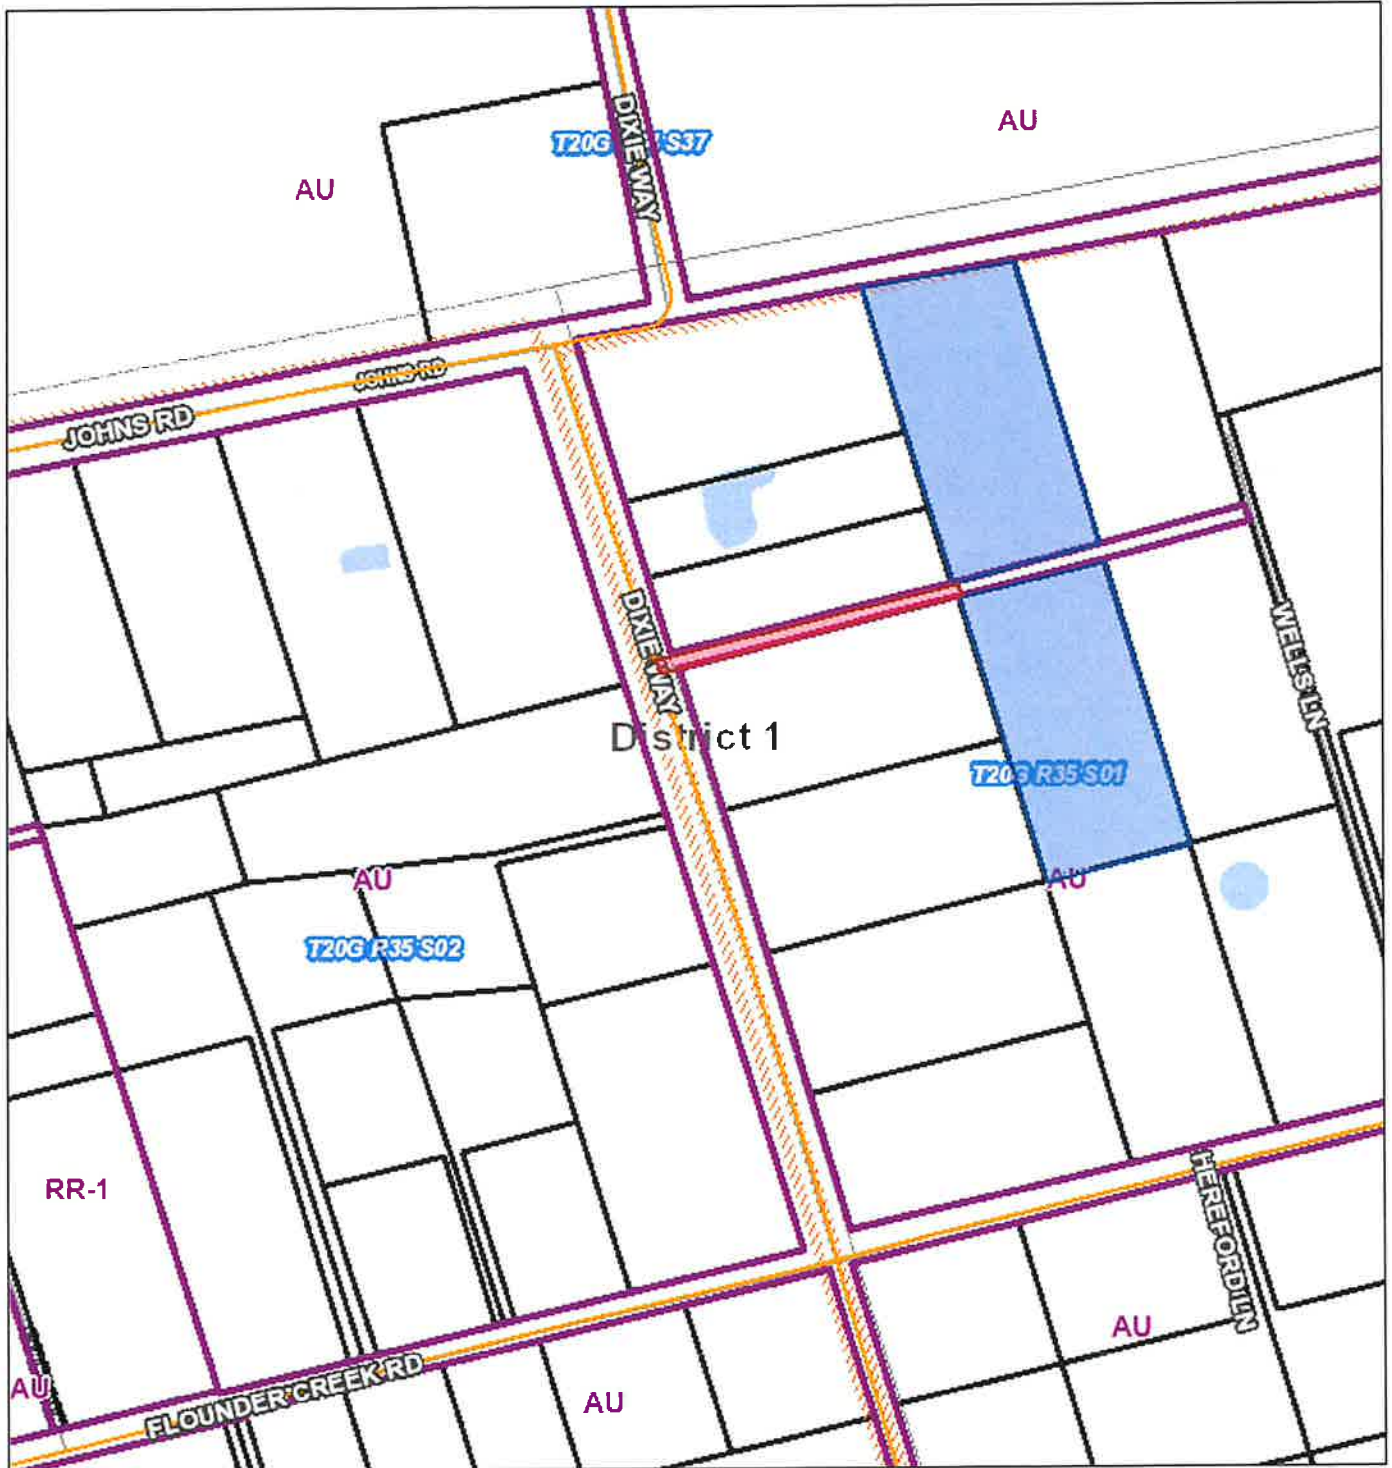 DIXIE WAY
T20G S37
AU
AU
JOHNS RD
JOHNS RD
DIXIE WAY
WELLS LN
District 1
T20G R35 S01
AU
AU
T20G R35 S02
RR-1
HEREFORD LN
AU
AU
FLOUNDER CREEK RD
AU